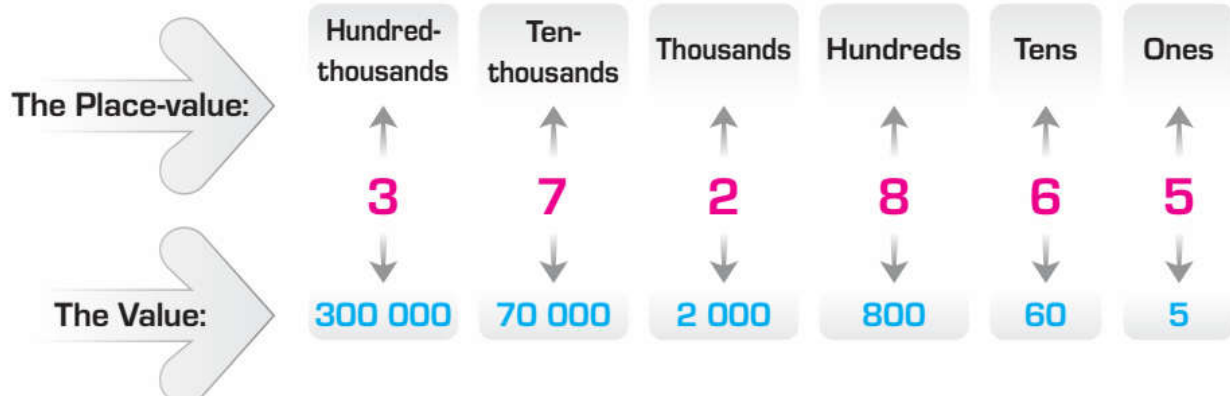 Hundred-thousands Ten-thousands Thousands Hundreds Tens Ones
The Place-value:
3 7 2 8 6 5
The Value: 300 000 70 000 2 000 800 60 5